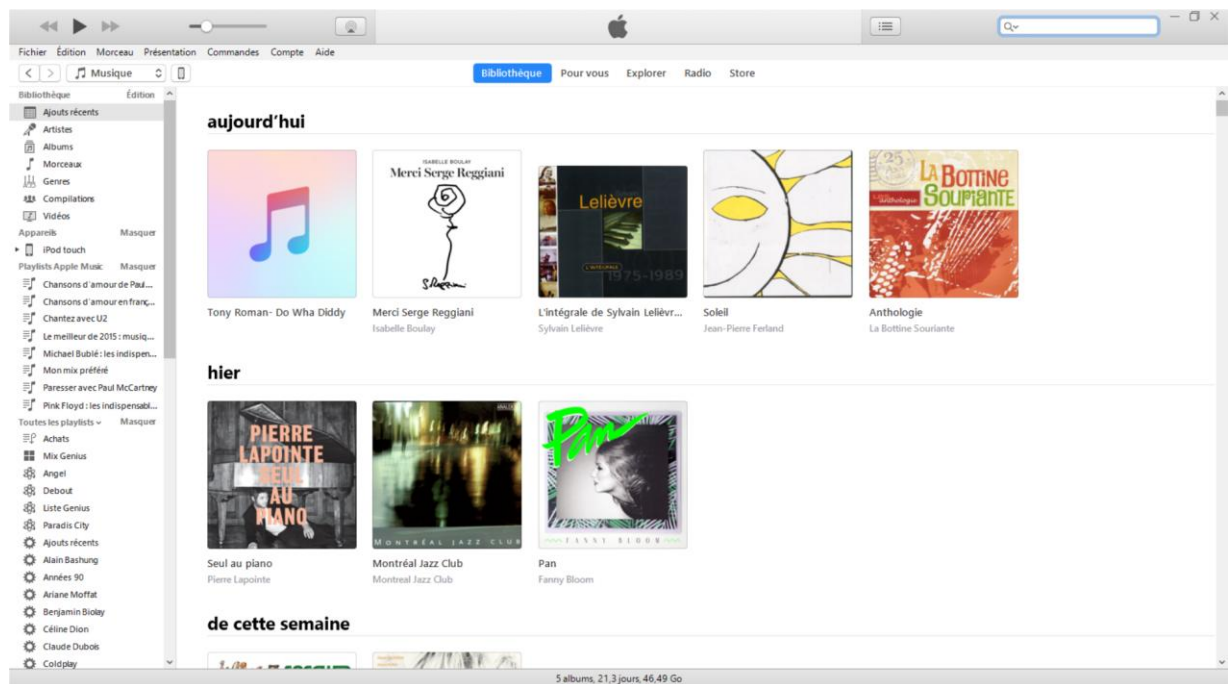 Fichier Édition Morceau Présentation Commandes Compte Aide
Musique
Bibliothèque Pour vous Explorer Radio Store
Bibliothèque Édition
Ajouts récents
Artistes
Albums
Morceaux
Genres
Compilations
Vidéos
Appareils Masquer
iPod touch
Playlists Apple Music Masquer
Chansons d'amour de Paul...
Chansons d'amour en franç...
Chantez avec U2
Le meilleur de 2015 : musiq...
Michael Bublé : les indispen...
Mon mix préféré
Paresser avec Paul McCartney
Pink Floyd : les indispensabl...
Toutes les playlists Masquer
Achats
Mix Genius
Angel
Debout
Liste Genius
Paradis City
Ajouts récents
Alain Bashung
Années 90
Ariane Moffat
Benjamin Biolay
Céline Dion
Claude Dubois
Coldplay
aujourd'hui
ISABELLE BOULAY
Merci Serge Reggiani
S. Reggiani
Lelièvre
L'INTÉGRALE
1975-1989
25
LA BOTTINE
SOURIANTE
anthologie
Tony Roman- Do Wha Diddy
Merci Serge Reggiani
Isabelle Boulay
L'intégrale de Sylvain Lelièvr...
Sylvain Lelièvre
Soleil
Jean-Pierre Ferland
Anthologie
La Bottine Souriante
hier
PIERRE
LAPOINTE
SEUL
AU
PIANO
MONTRÉAL JAZZ CLUB
Pan
FANNY BLOOM
Seul au piano
Pierre Lapointe
Montréal Jazz Club
Montreal Jazz Club
Pan
Fanny Bloom
de cette semaine
5 albums, 21,3 jours, 46,49 Go